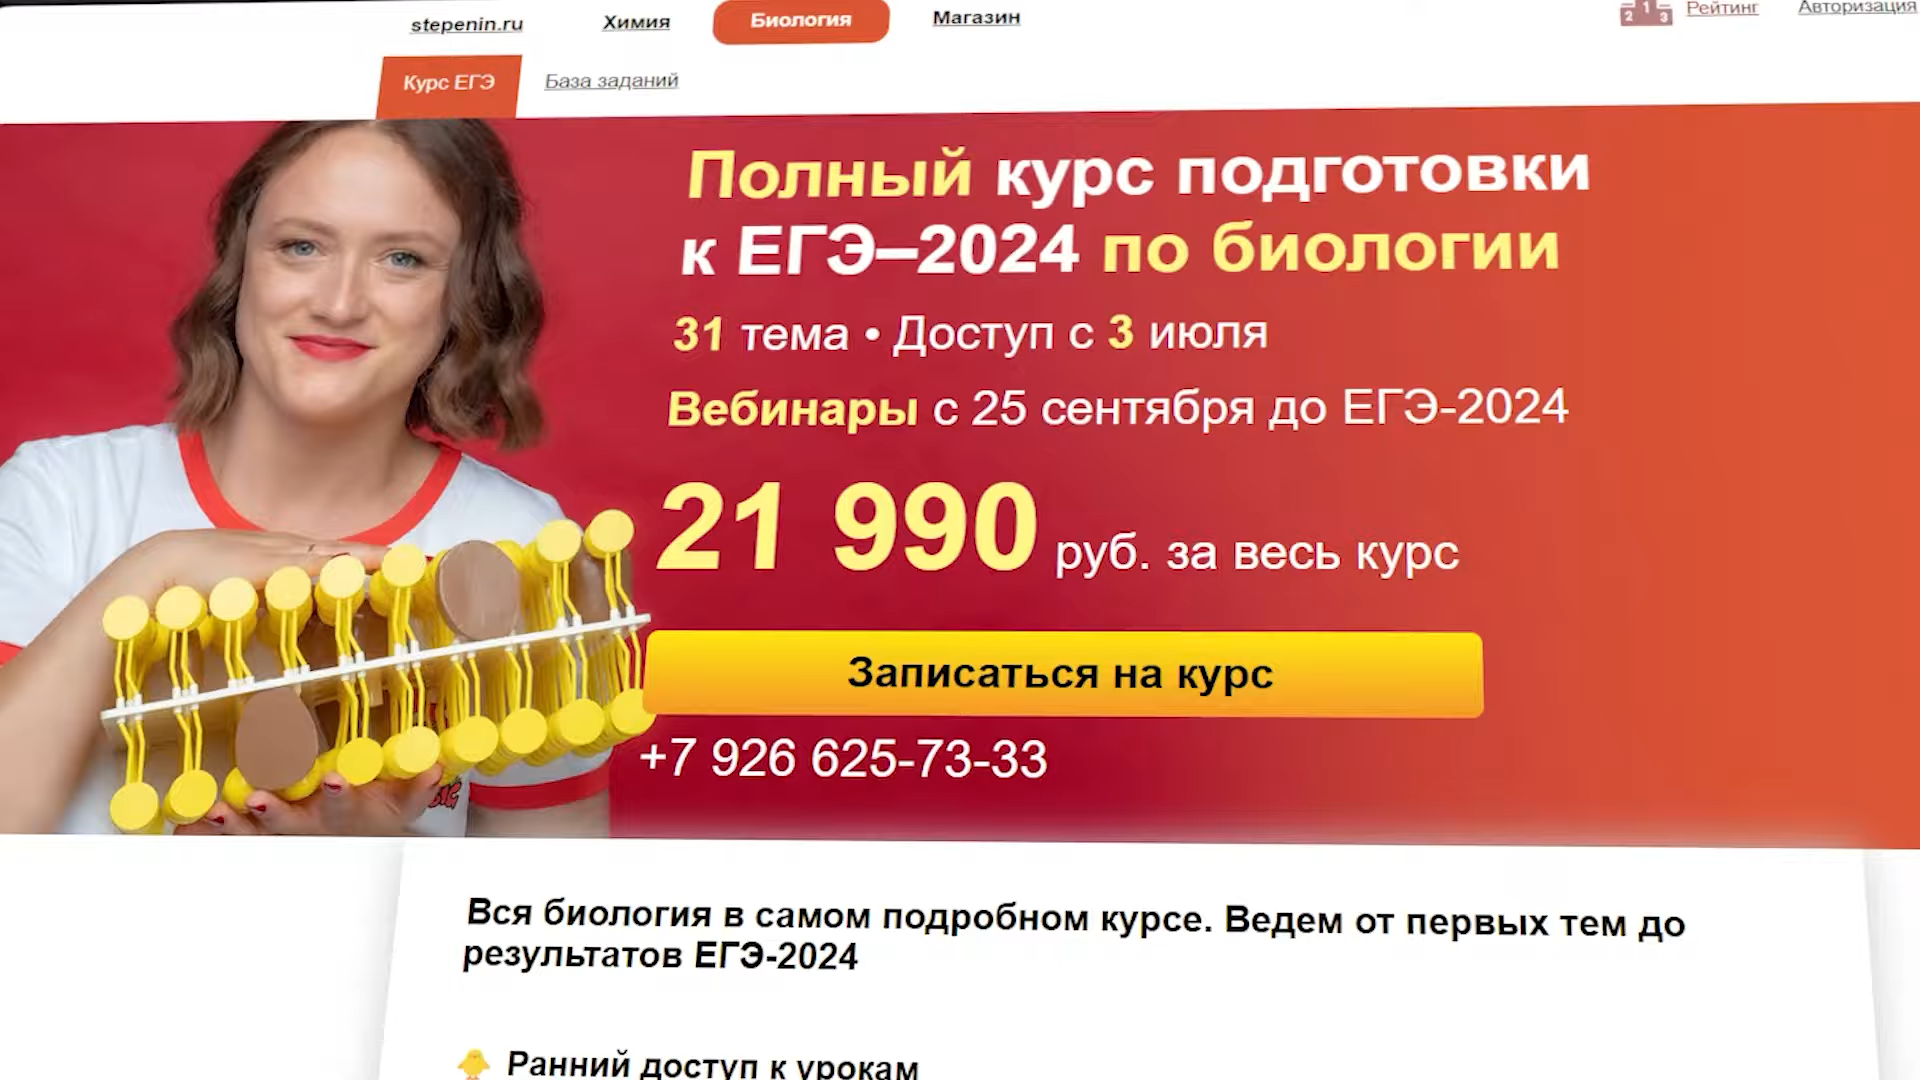 stepenin.ru Химия Биология Магазин 2 1 3 Рейтинг Авторизация
Курс ЕГЭ База заданий
Полный курс подготовки
к ЕГЭ–2024 по биологии
31 тема • Доступ с 3 июля
Вебинары с 25 сентября до ЕГЭ-2024
21 990 руб. за весь курс
Записаться на курс
+7 926 625-73-33
Вся биология в самом подробном курсе. Ведем от первых тем до
результатов ЕГЭ-2024
Ранний доступ к урокам